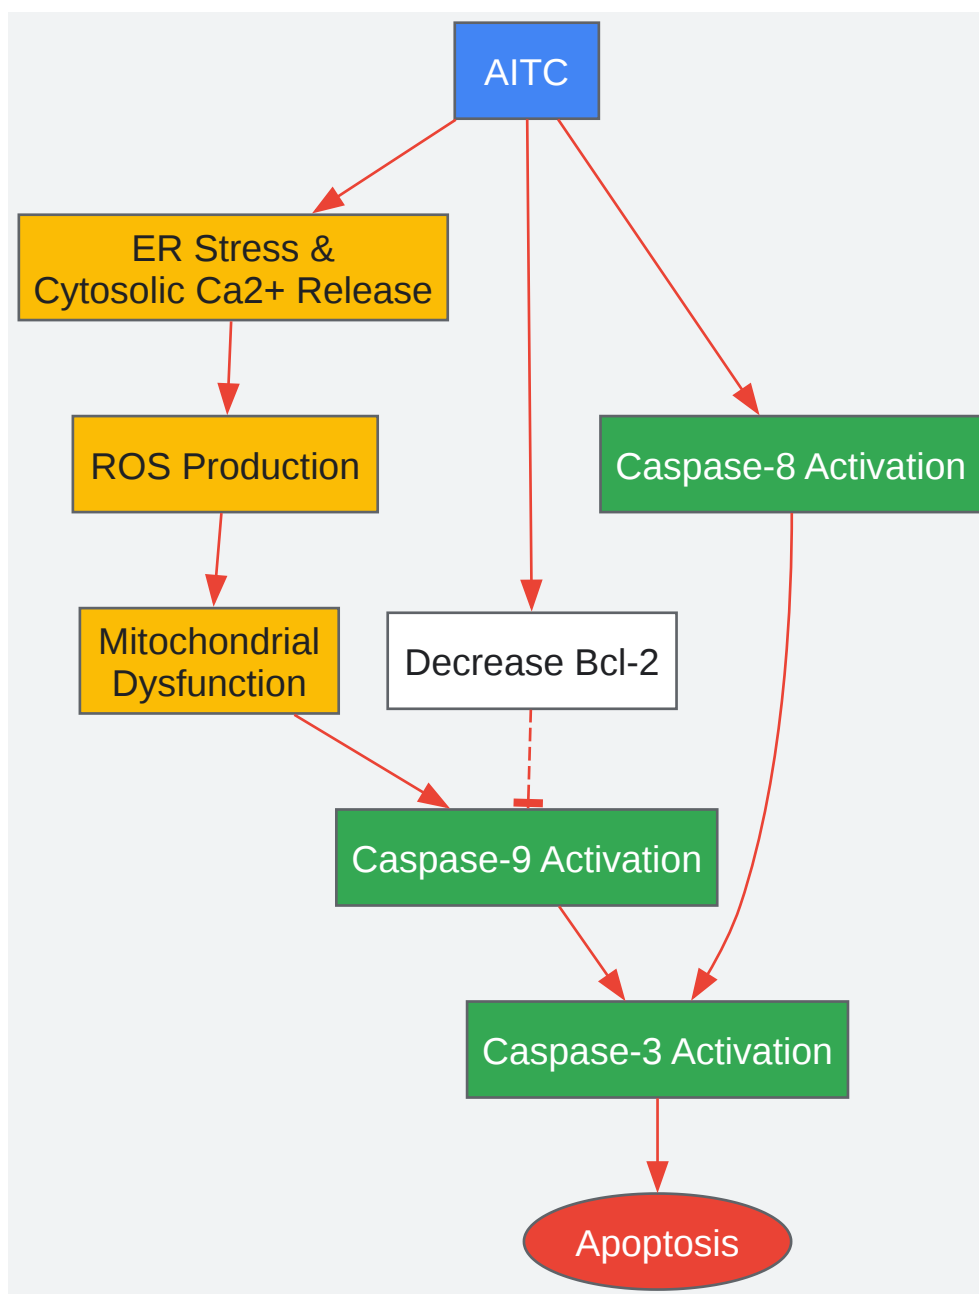 AITC
ER Stress &
Cytosolic Ca2+ Release
ROS Production
Caspase-8 Activation
Mitochondrial
Dysfunction
Decrease Bcl-2
Caspase-9 Activation
Caspase-3 Activation
Apoptosis